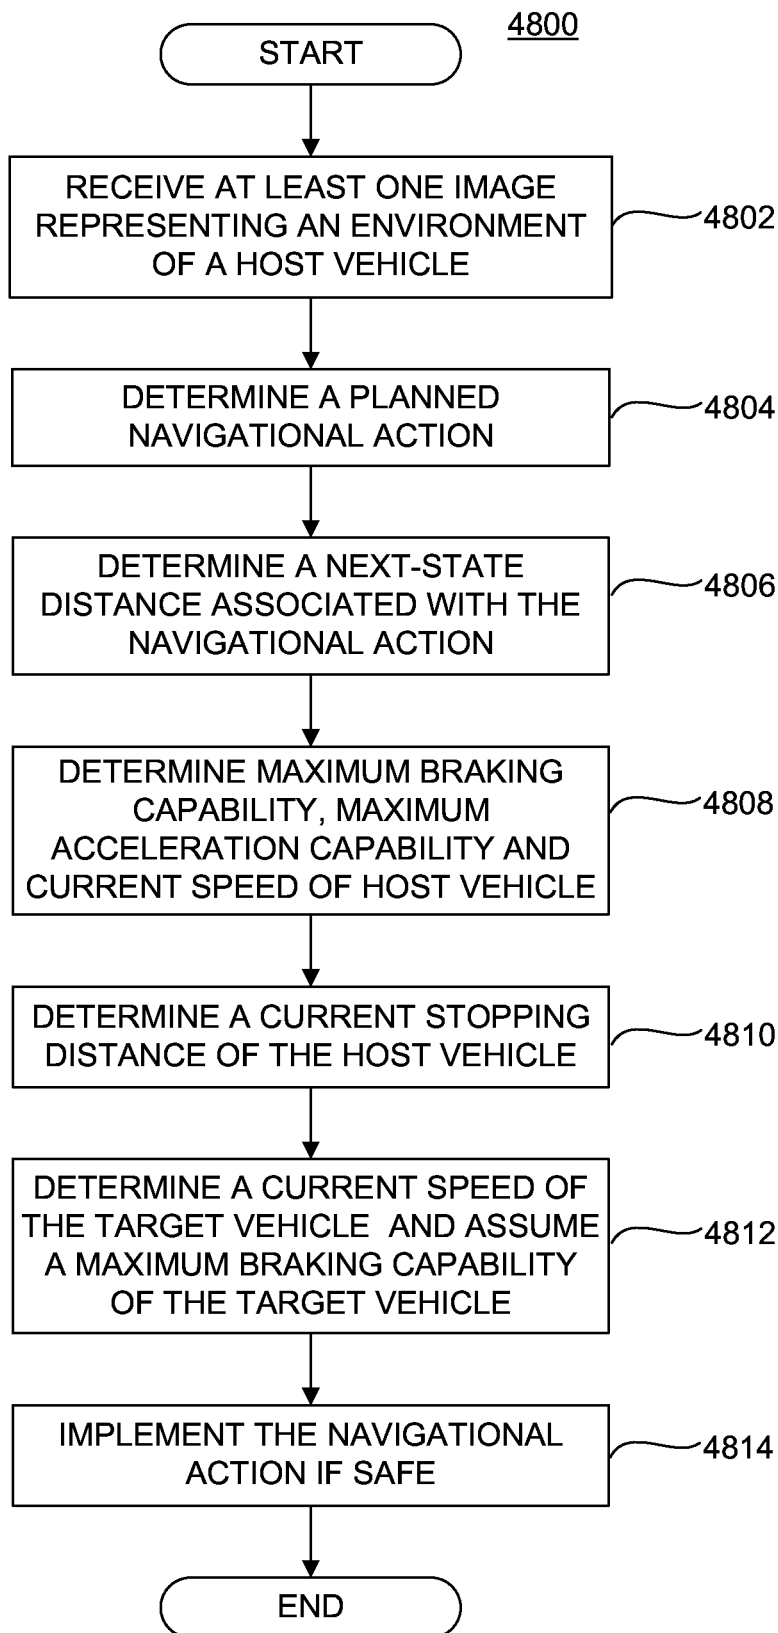 4800
START
RECEIVE AT LEAST ONE IMAGE
REPRESENTING AN ENVIRONMENT
OF A HOST VEHICLE
4802
DETERMINE A PLANNED
NAVIGATIONAL ACTION
4804
DETERMINE A NEXT-STATE
DISTANCE ASSOCIATED WITH THE
NAVIGATIONAL ACTION
4806
DETERMINE MAXIMUM BRAKING
CAPABILITY, MAXIMUM
ACCELERATION CAPABILITY AND
CURRENT SPEED OF HOST VEHICLE
4808
DETERMINE A CURRENT STOPPING
DISTANCE OF THE HOST VEHICLE
4810
DETERMINE A CURRENT SPEED OF
THE TARGET VEHICLE AND ASSUME
A MAXIMUM BRAKING CAPABILITY
OF THE TARGET VEHICLE
4812
IMPLEMENT THE NAVIGATIONAL
ACTION IF SAFE
4814
END